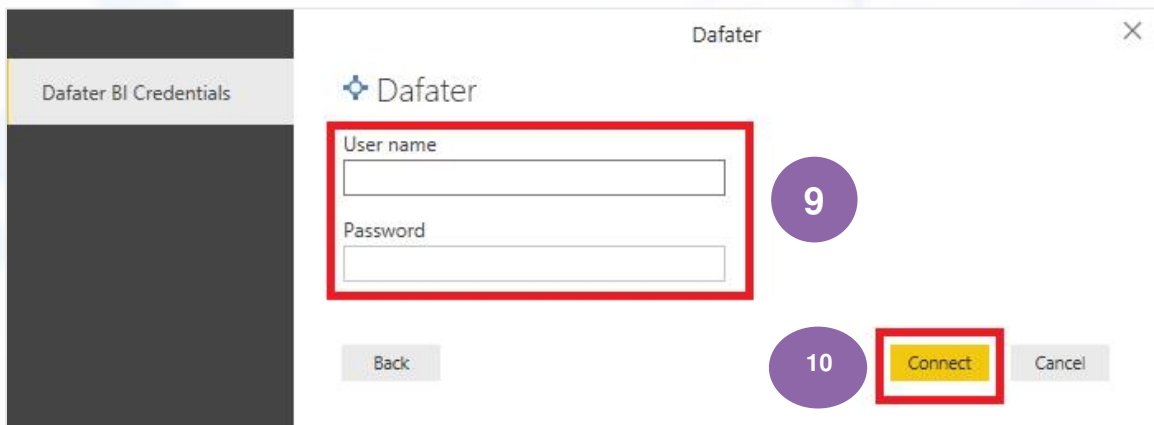 Dafater
Dafater BI Credentials
Dafater
User name
9
Password
Back
10
Connect
Cancel